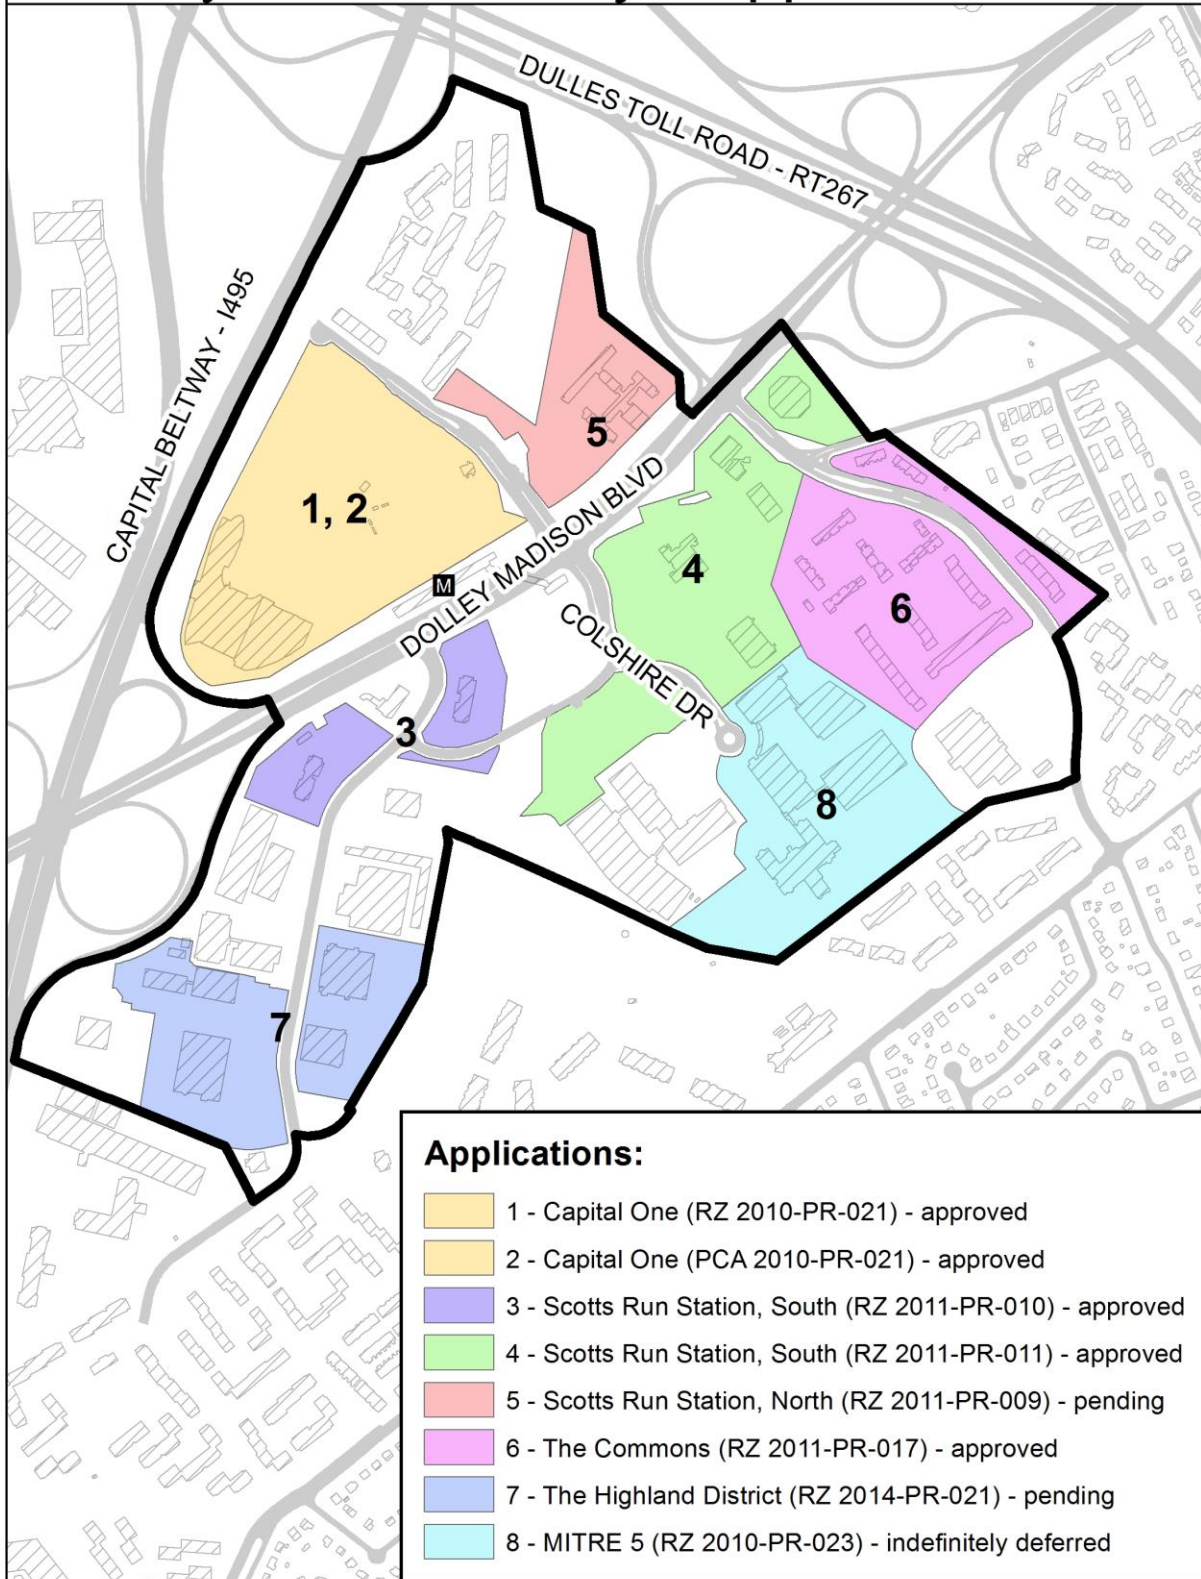 DULLES TOLL ROAD - RT267
CAPITAL BELTWAY - I495
5
1, 2
DOLLEY MADISON BLVD
4
M
6
COLSHIRE DR
3
8
7
Applications:
1 - Capital One (RZ 2010-PR-021) - approved
2 - Capital One (PCA 2010-PR-021) - approved
3 - Scotts Run Station, South (RZ 2011-PR-010) - approved
4 - Scotts Run Station, South (RZ 2011-PR-011) - approved
5 - Scotts Run Station, North (RZ 2011-PR-009) - pending
6 - The Commons (RZ 2011-PR-017) - approved
7 - The Highland District (RZ 2014-PR-021) - pending
8 - MITRE 5 (RZ 2010-PR-023) - indefinitely deferred